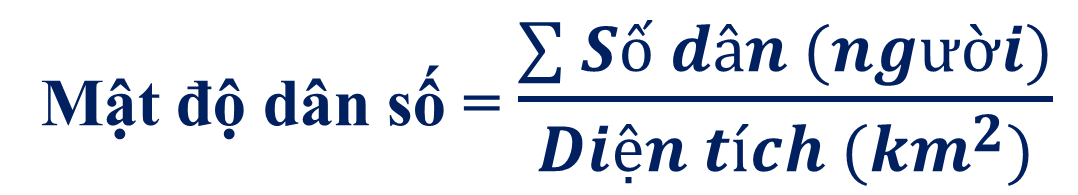 Mật độ dân số = ∑ Số dân (người)
Diện tích (km²)